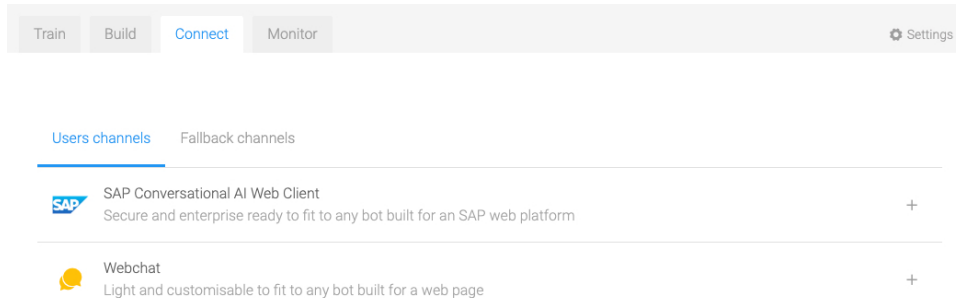 Train Build Connect Monitor Settings
Users channels Fallback channels
SAP Conversational AI Web Client
SAP
Secure and enterprise ready to fit to any bot built for an SAP web platform
+
Webchat
Light and customisable to fit to any bot built for a web page
+